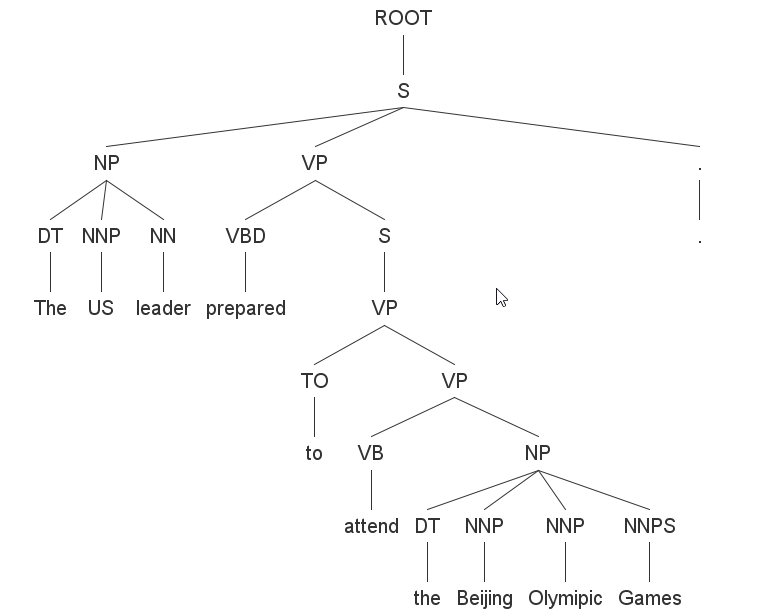 ROOT
S
NP VP .
DT NNP NN VBD S .
The US leader prepared VP
TO VP
to VB NP
attend DT NNP NNP NNPS
the Beijing Olympic Games